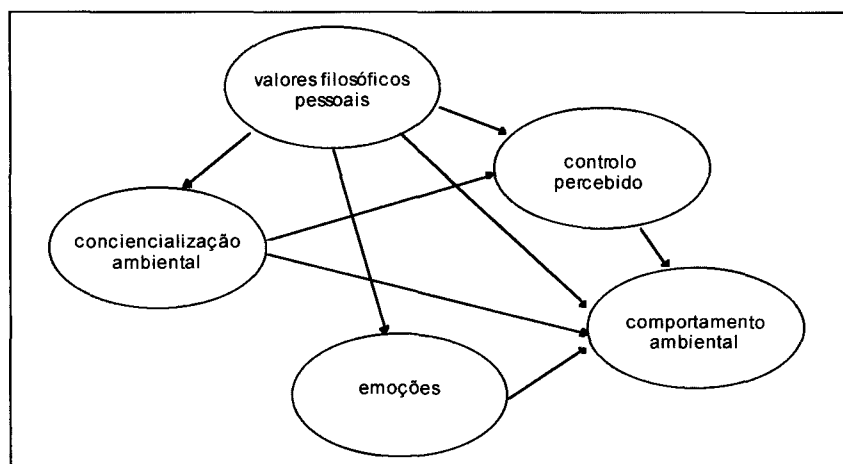 valores filosóficos
pessoais
controlo
percebido
conciencialização
ambiental
comportamento
ambiental
emoções